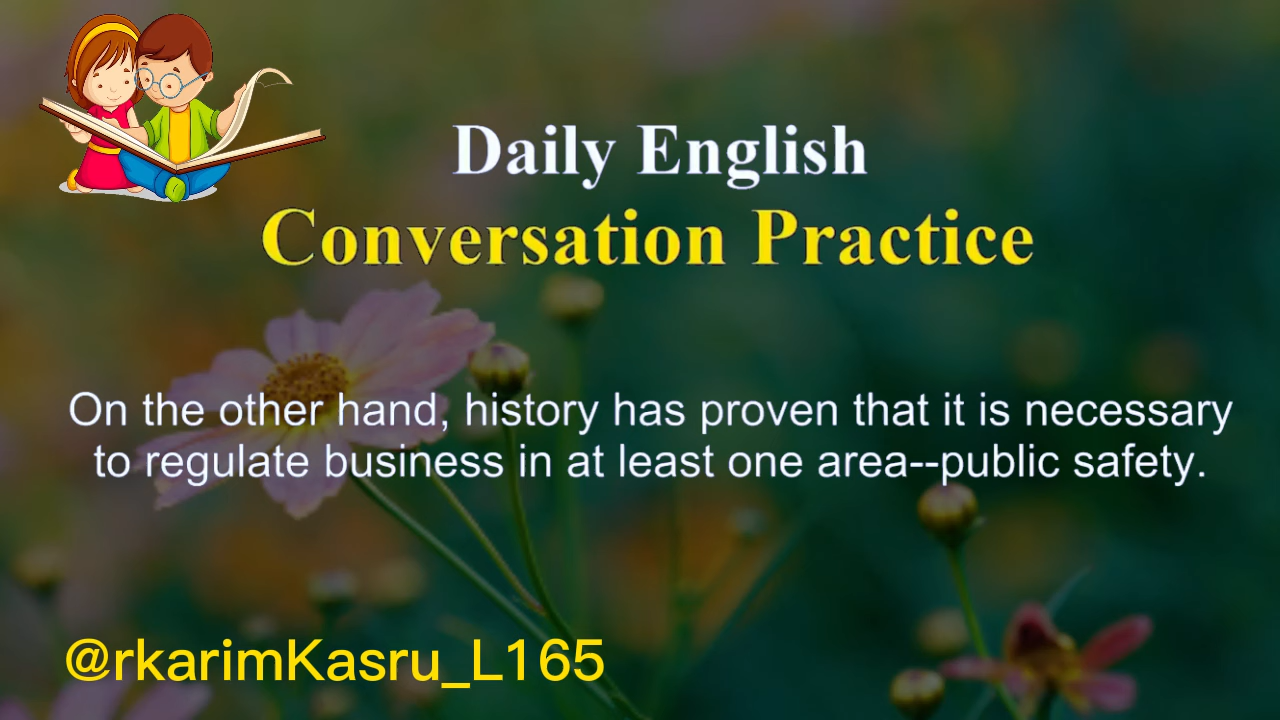 Daily English
Conversation Practice
On the other hand, history has proven that it is necessary
to regulate business in at least one area--public safety.
@rkarimKasru_L165